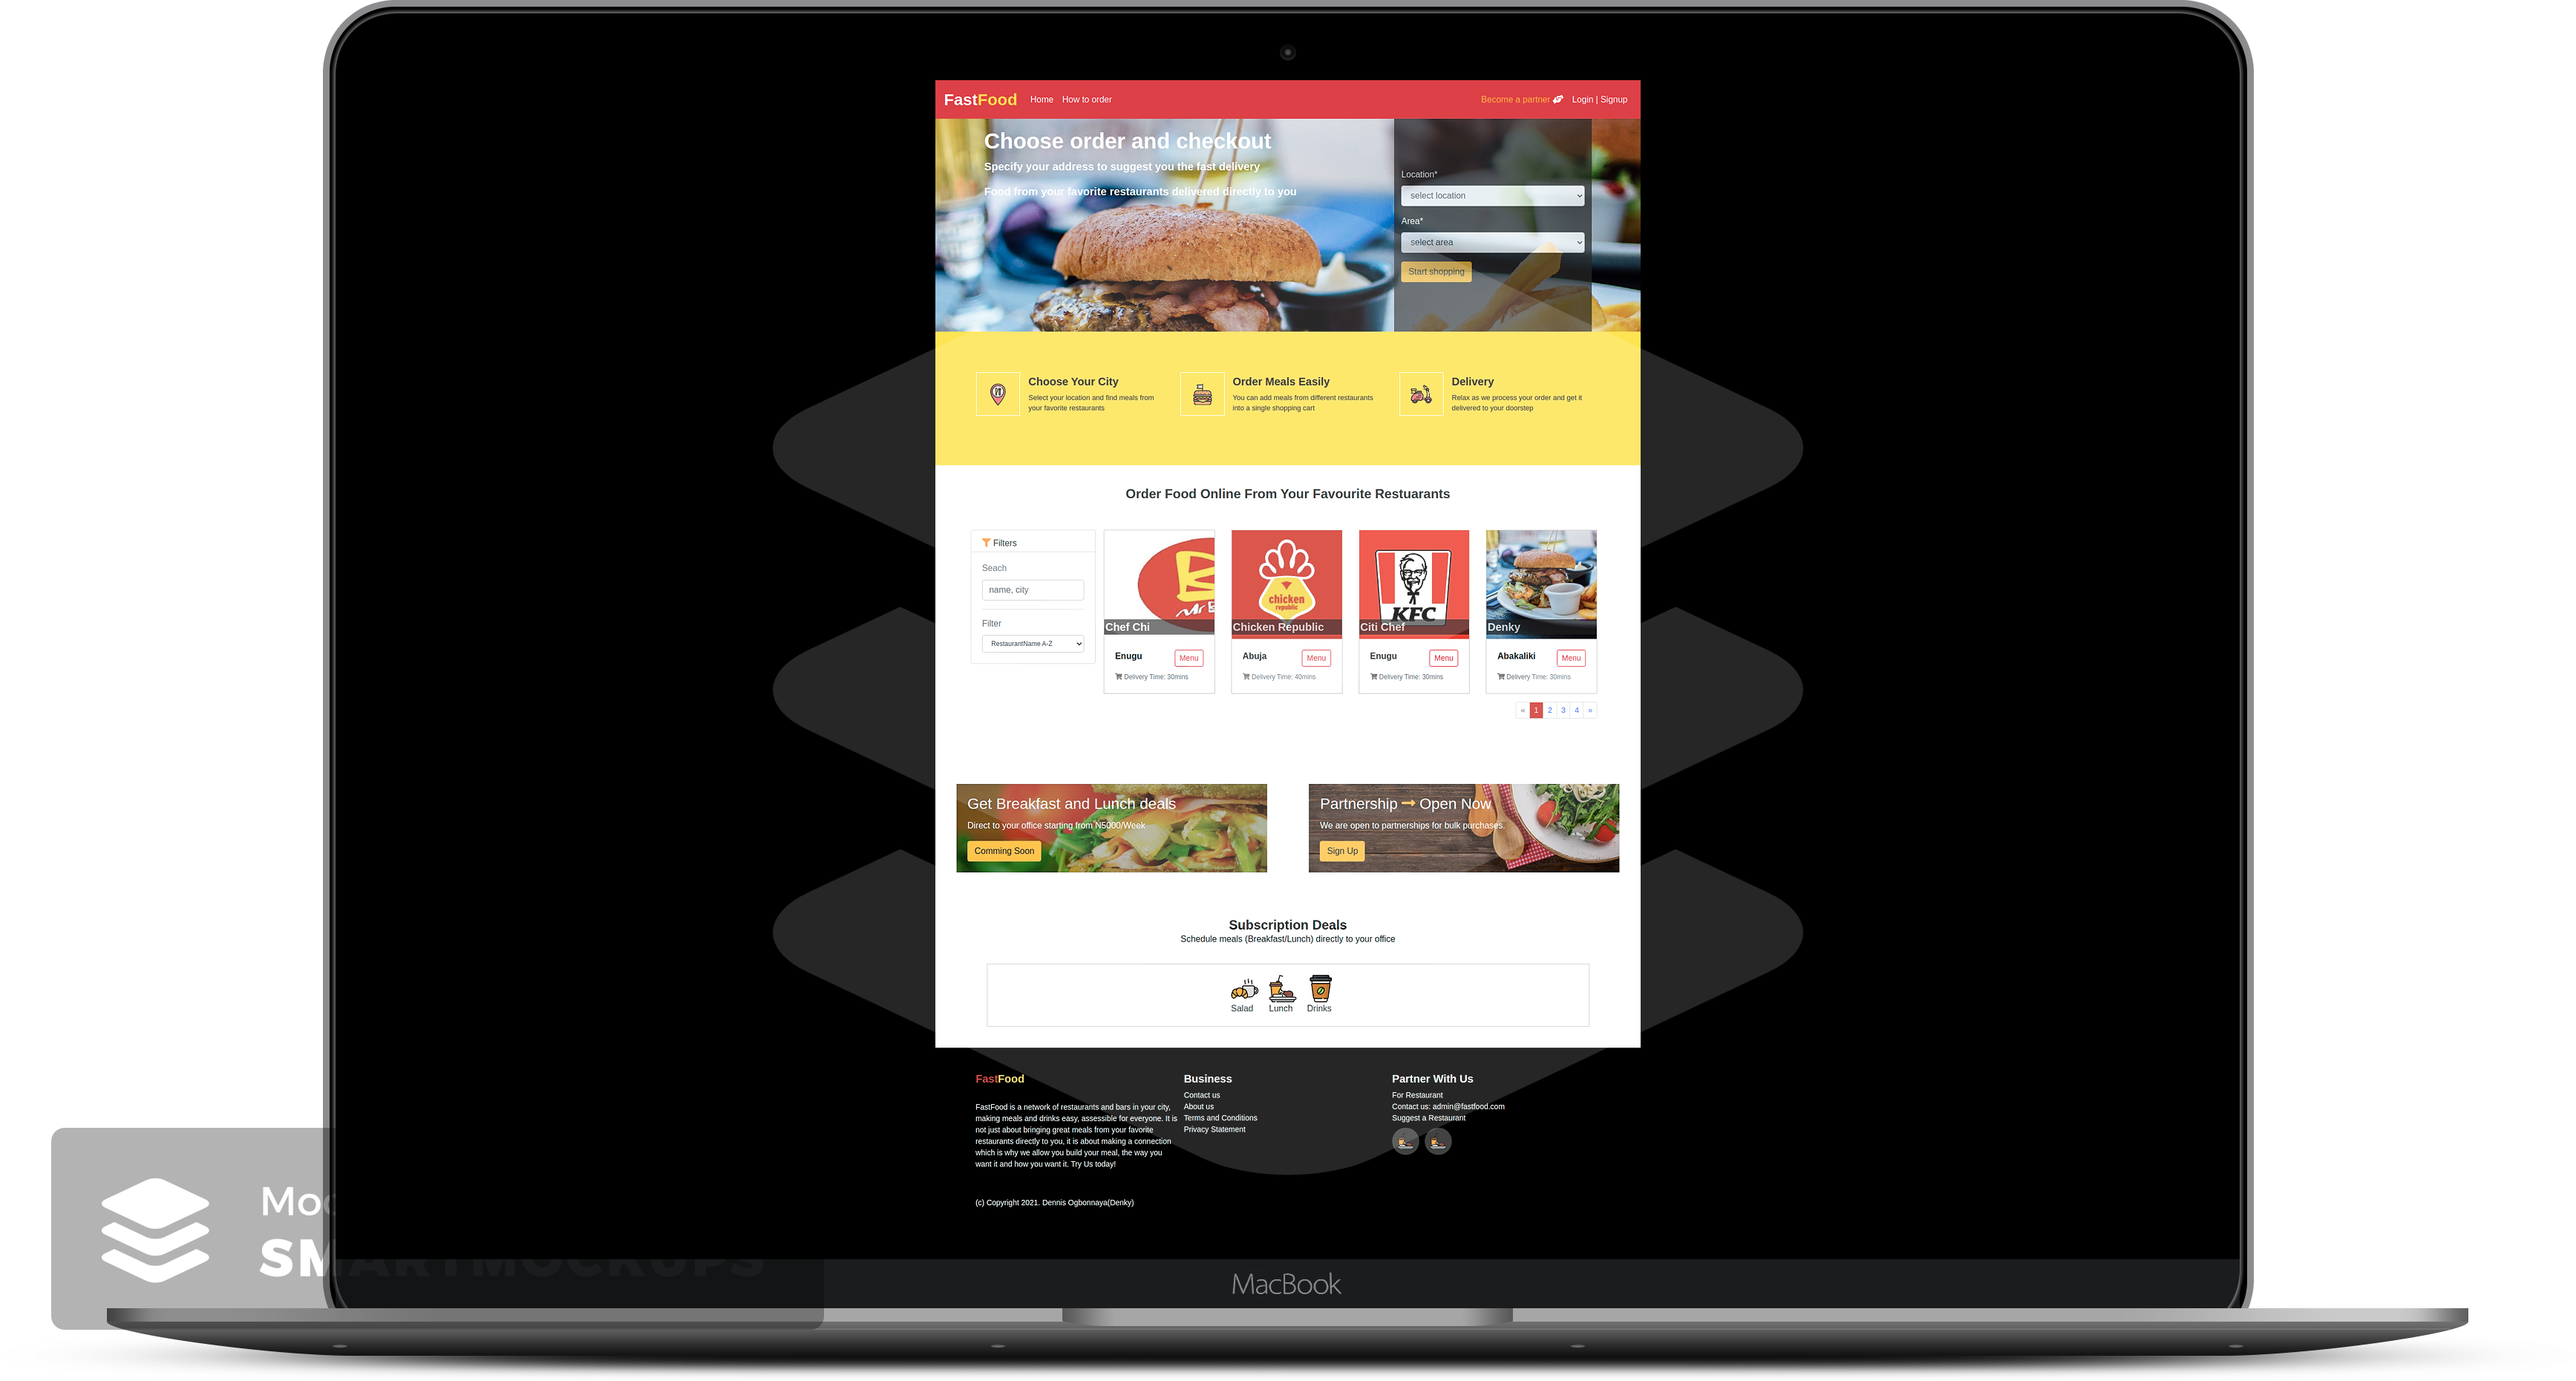 FastFood
Home
How to order
Become a partner
Login | Signup
Choose order and checkout
Specify your address to suggest you the fast delivery
Food from your favorite restaurants delivered directly to you
Location*
select location
Area*
select area
Start shopping
Choose Your City
Select your location and find meals from
your favorite restaurants
Order Meals Easily
You can add meals from different restaurants
into a single shopping cart
Delivery
Relax as we process your order and get it
delivered to your doorstep
Order Food Online From Your Favourite Restuarants
Filters
Seach
name, city
Filter
RestaurantName A-Z
Mr B
Chef Chi
Enugu
Menu
Delivery Time: 30mins
chicken
republic
Chicken Republic
Abuja
Menu
Delivery Time: 40mins
KFC
Citi Chef
Enugu
Menu
Delivery Time: 30mins
Denky
Abakaliki
Menu
Delivery Time: 30mins
« 1 2 3 4 »
Get Breakfast and Lunch deals
Direct to your office starting from N5000/Week
Comming Soon
Partnership → Open Now
We are open to partnerships for bulk purchases.
Sign Up
Subscription Deals
Schedule meals (Breakfast/Lunch) directly to your office
Salad
Lunch
Drinks
FastFood
FastFood is a network of restaurants and bars in your city,
making meals and drinks easy, assessible for everyone. It is
not just about bringing great meals from your favorite
restaurants directly to you, it is about making a connection
which is why we allow you build your meal, the way you
want it and how you want it. Try Us today!
(c) Copyright 2021. Dennis Ogbonnaya(Denky)
Business
Contact us
About us
Terms and Conditions
Privacy Statement
Partner With Us
For Restaurant
Contact us: admin@fastfood.com
Suggest a Restaurant
SMARTMOCKUPS
MacBook